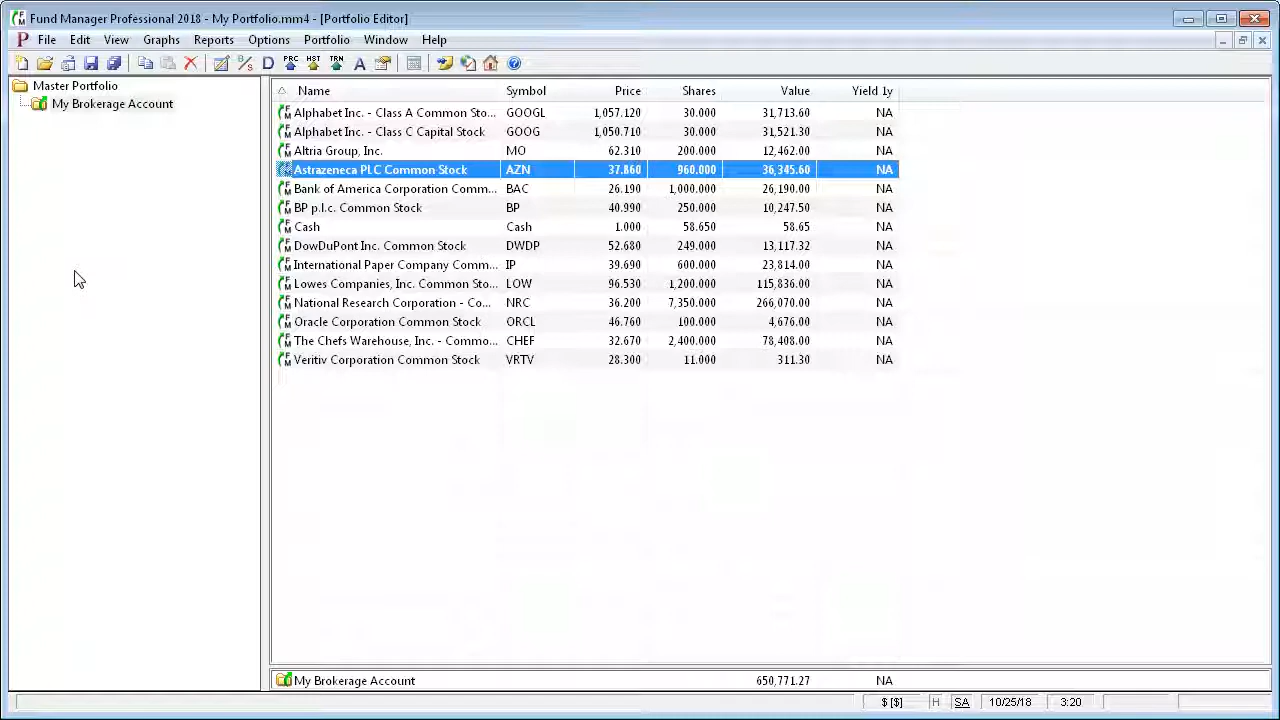 Fund Manager Professional 2018 - My Portfolio.mm4 - [Portfolio Editor]
File Edit View Graphs Reports Options Portfolio Window Help
PRC HST TRN
Master Portfolio
My Brokerage Account
Name Symbol Price Shares Value Yield 1y
Alphabet Inc. - Class A Common Sto... GOOGL 1,057.120 30.000 31,713.60 NA
Alphabet Inc. - Class C Capital Stock GOOG 1,050.710 30.000 31,521.30 NA
Altria Group, Inc. MO 62.310 200.000 12,462.00 NA
Astrazeneca PLC Common Stock AZN 37.860 960.000 36,345.60 NA
Bank of America Corporation Comm... BAC 26.190 1,000.000 26,190.00 NA
BP p.l.c. Common Stock BP 40.990 250.000 10,247.50 NA
Cash Cash 1.000 58.650 58.65 NA
DowDuPont Inc. Common Stock DWDP 52.680 249.000 13,117.32 NA
International Paper Company Comm... IP 39.690 600.000 23,814.00 NA
Lowes Companies, Inc. Common Sto... LOW 96.530 1,200.000 115,836.00 NA
National Research Corporation - Co... NRC 36.200 7,350.000 266,070.00 NA
Oracle Corporation Common Stock ORCL 46.760 100.000 4,676.00 NA
The Chefs Warehouse, Inc. - Commo... CHEF 32.670 2,400.000 78,408.00 NA
Veritiv Corporation Common Stock VRTV 28.300 11.000 311.30 NA
My Brokerage Account 650,771.27 NA
$ [$] H SA 10/25/18 3:20